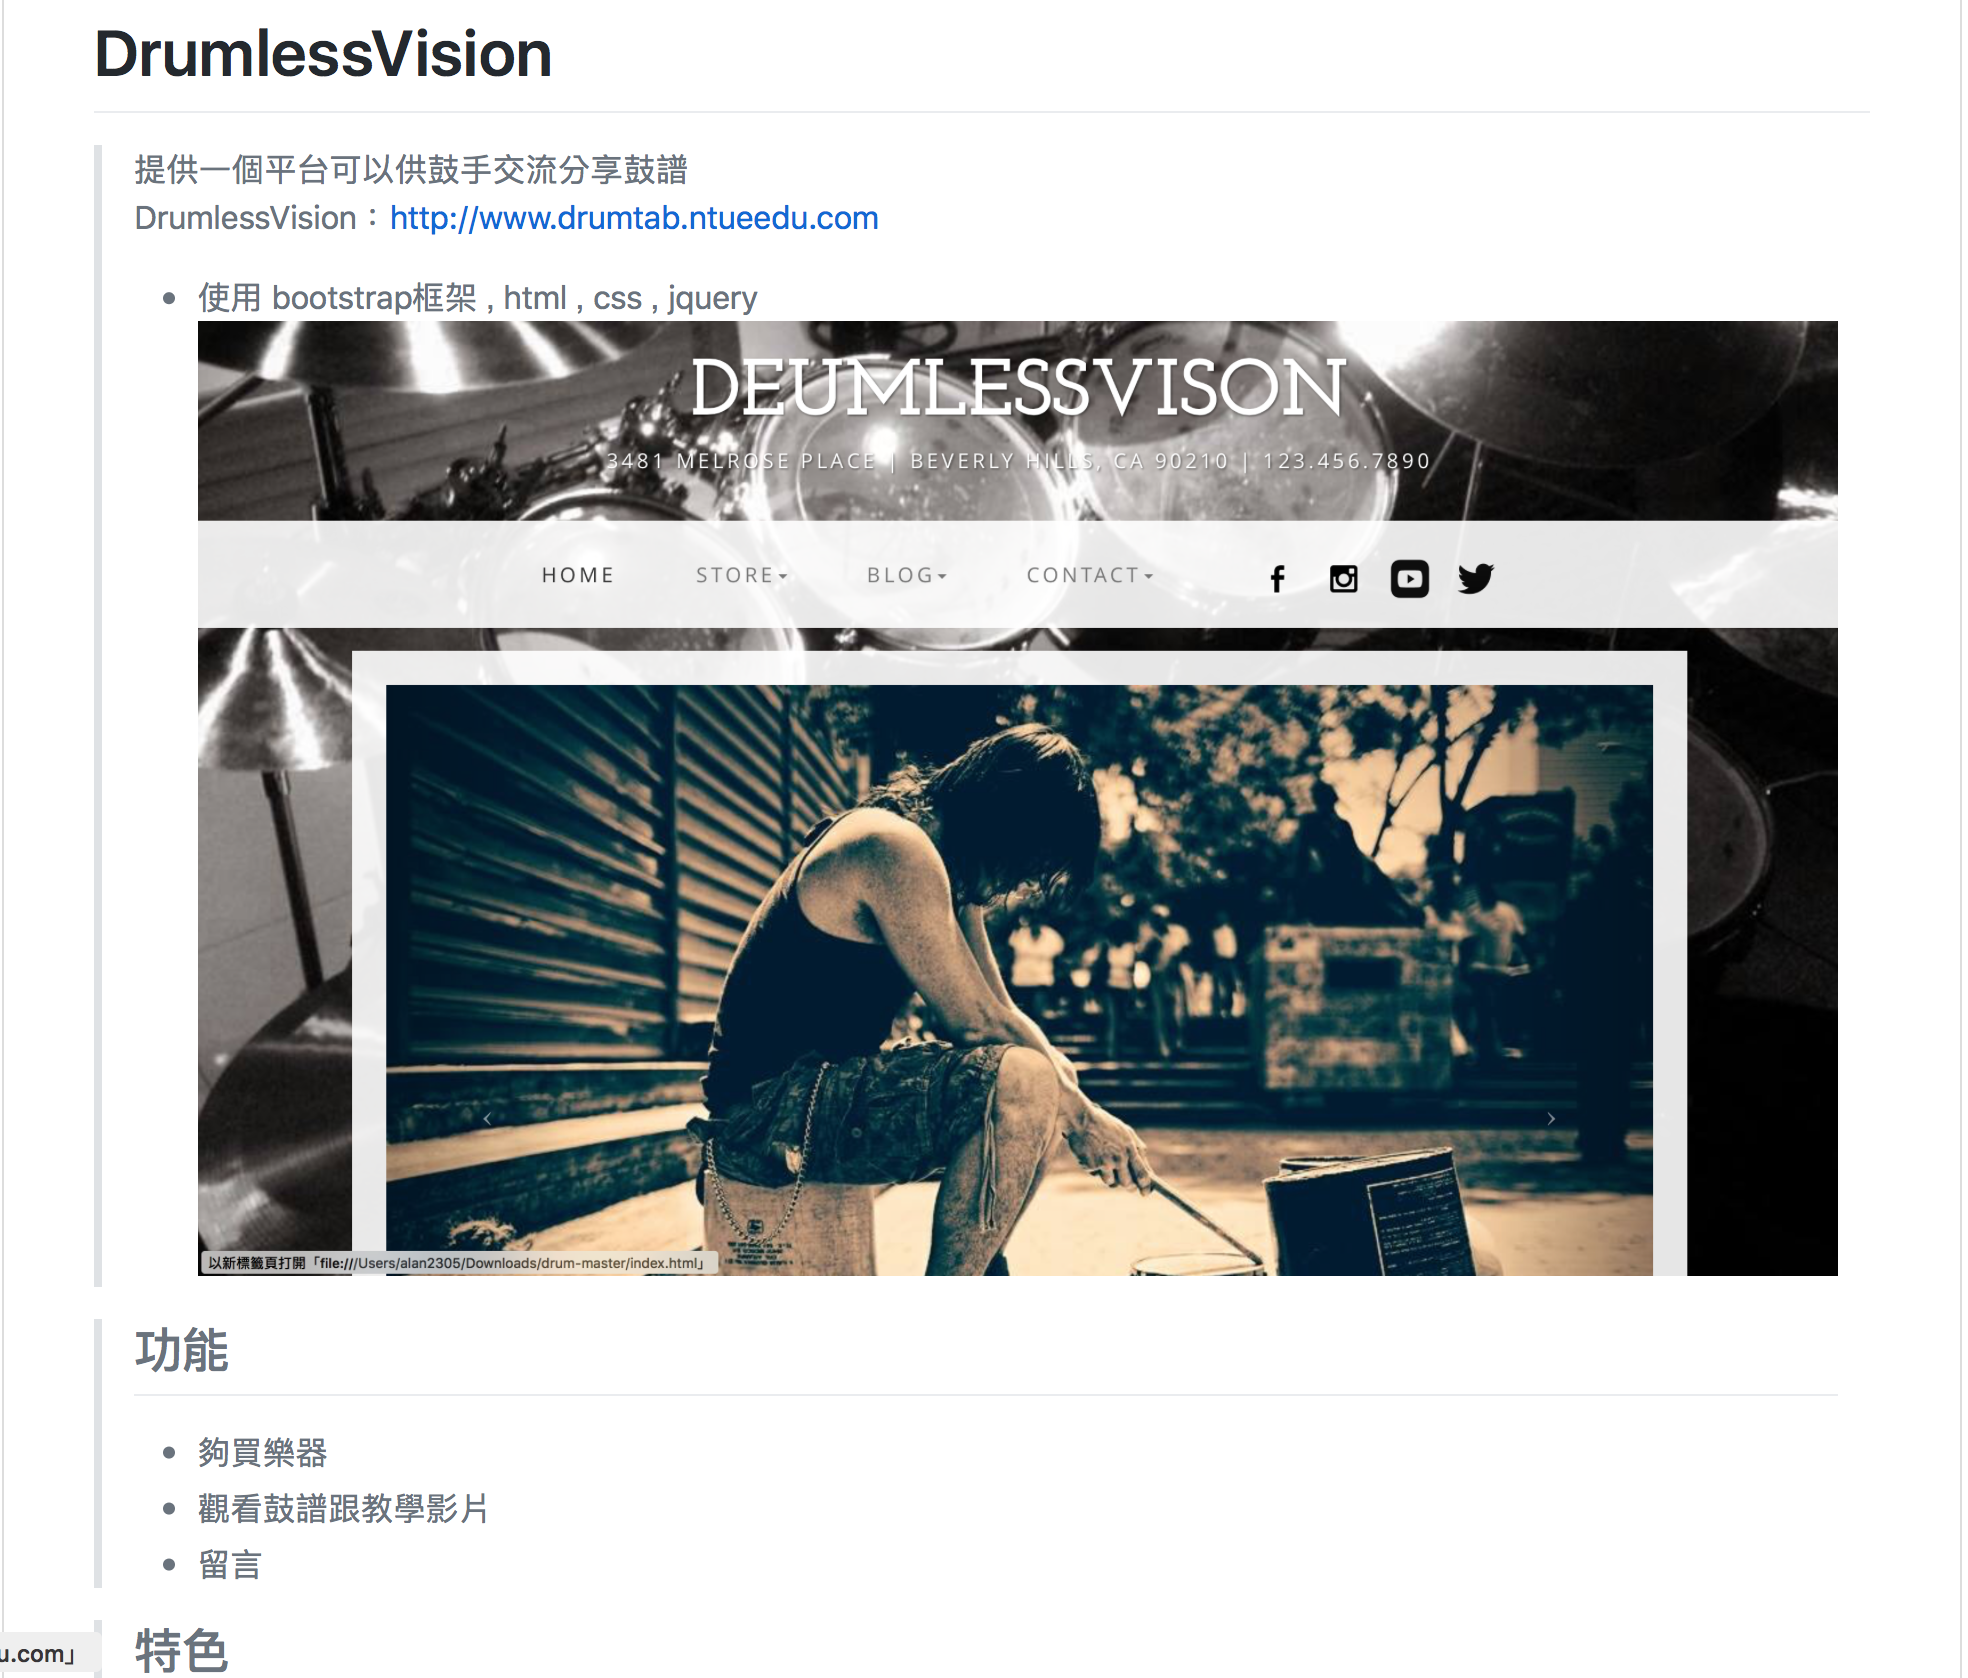 DrumlessVision
提供一個平台可以供鼓手交流分享鼓譜
DrumlessVision：http://www.drumtab.ntueedu.com
使用 bootstrap框架 , html , css , jquery
DEUMLESSVISON
3481 MELROSE PLACE | BEVERLY HILLS, CA 90210 | 123.456.7890
HOME STORE BLOG CONTACT
以新標籤頁打開「file:///Users/alan2305/Downloads/drum-master/index.html」
功能
夠買樂器
觀看鼓譜跟教學影片
留言
特色
u.com」